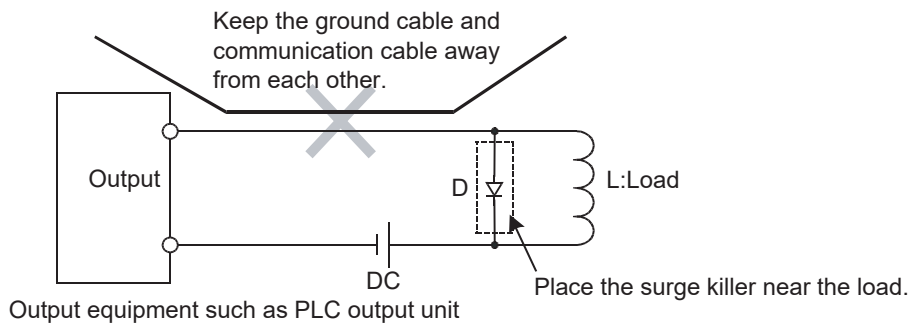 Keep the ground cable and
communication cable away
from each other.
Output
D
L:Load
DC
Place the surge killer near the load.
Output equipment such as PLC output unit